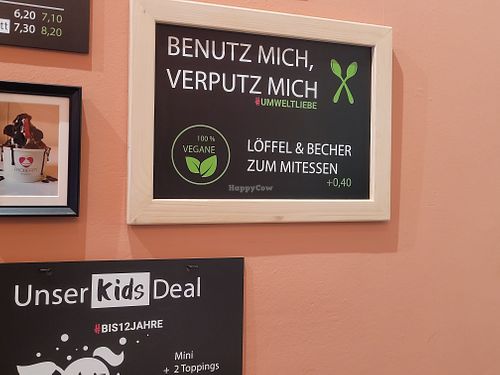 6,20 7,10
tt 7,30 8,20
BENUTZ MICH,
VERPUTZ MICH
#UMWELTLIEBE
100 %
VEGANE
LÖFFEL & BECHER
ZUM MITESSEN
+0,40
HappyCow
Unser Kids Deal
#BIS12JAHRE
Mini
+ 2 Toppings